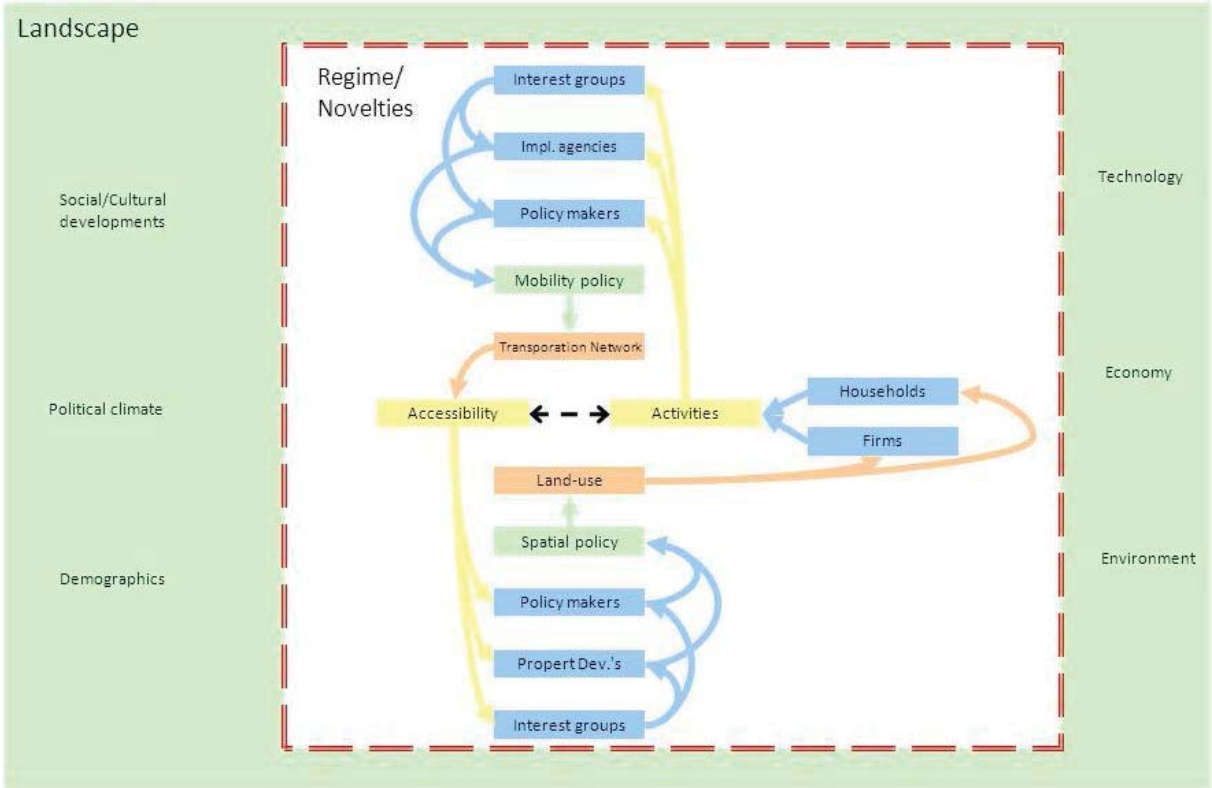 Landscape
Regime/
Novelties
Interest groups
Impl. agencies
Policy makers
Mobility policy
Transporation Network
Accessibility
Activities
Households
Firms
Land-use
Spatial policy
Policy makers
Propert Dev.'s
Interest groups
Social/Cultural
developments
Political climate
Demographics
Technology
Economy
Environment